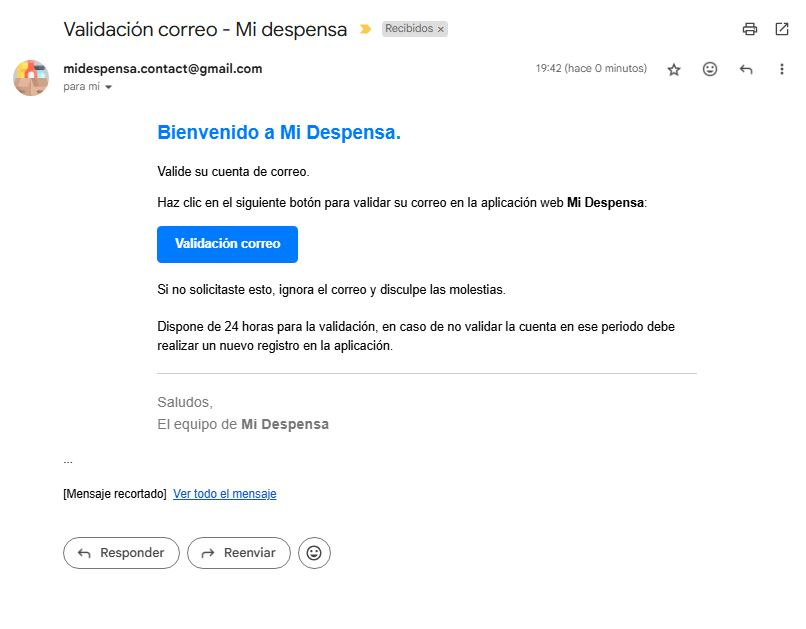 Validación correo - Mi despensa
Recibidos ×
midespensa.contact@gmail.com
19:42 (hace 0 minutos)
para mí
Bienvenido a Mi Despensa.
Valide su cuenta de correo.
Haz clic en el siguiente botón para validar su correo en la aplicación web Mi Despensa:
Validación correo
Si no solicitaste esto, ignora el correo y disculpe las molestias.
Dispone de 24 horas para la validación, en caso de no validar la cuenta en ese periodo debe
realizar un nuevo registro en la aplicación.
Saludos,
El equipo de Mi Despensa
...
[Mensaje recortado] Ver todo el mensaje
Responder
Reenviar